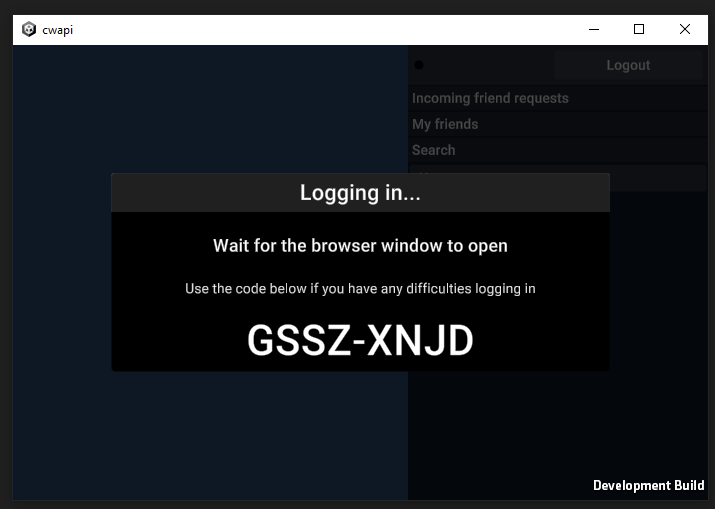 cwapi
Logout
Incoming friend requests
My friends
Search
Logging in...
Wait for the browser window to open
Use the code below if you have any difficulties logging in
GSSZ-XNJD
Development Build